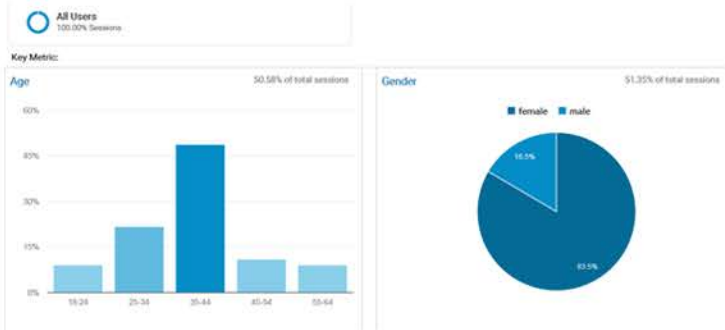 All Users
100.00% Sessions
Key Metric:
Age
50.58% of total sessions
60%
45%
30%
15%
0%
18-24
25-34
35-44
55-64
Gender
51.35% of total sessions
female
male
16.5%
83.5%